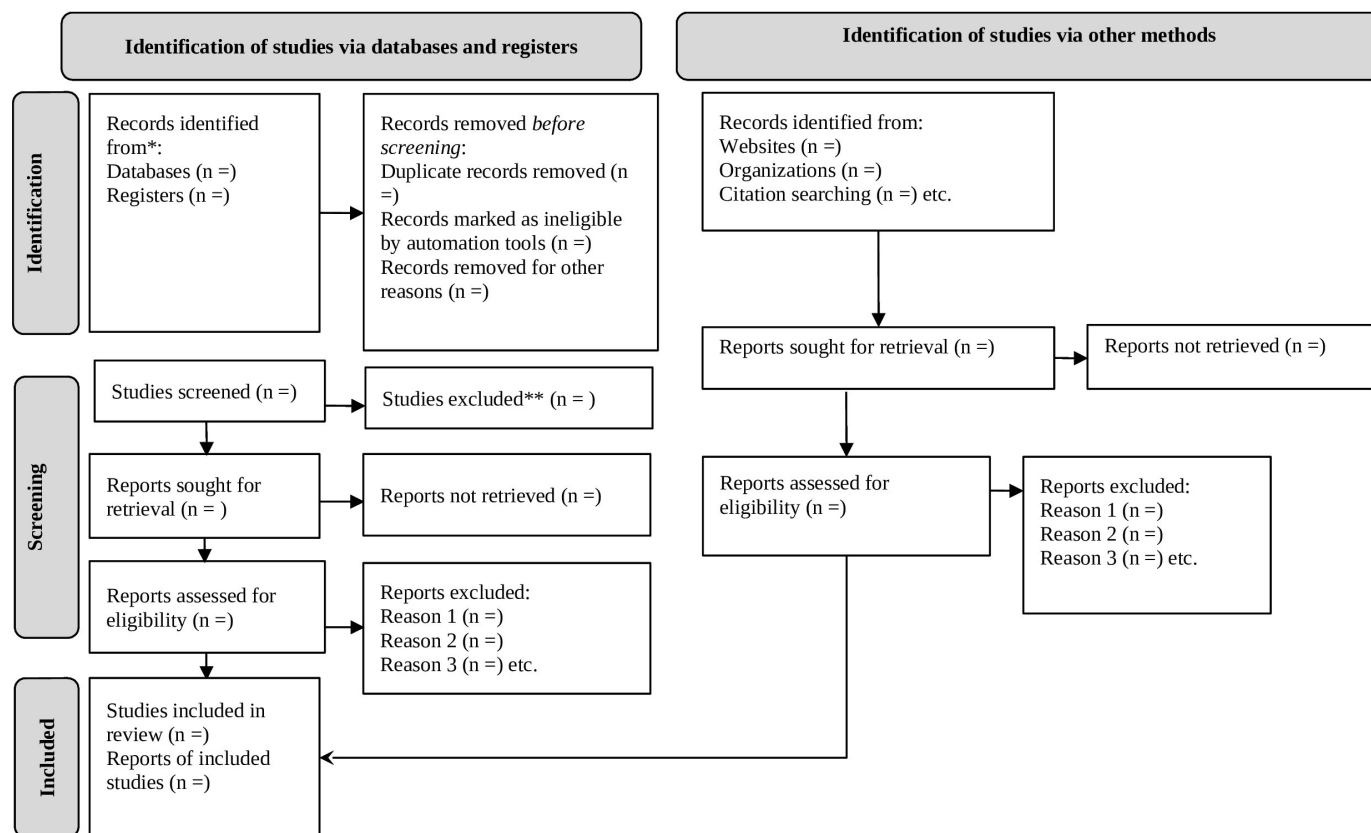 Identification of studies via databases and registers
Identification of studies via other methods
Identification
Records identified
from*:
Databases (n =)
Registers (n =)
Records removed before
screening:
Duplicate records removed (n
=)
Records marked as ineligible
by automation tools (n =)
Records removed for other
reasons (n =)
Records identified from:
Websites (n =)
Organizations (n =)
Citation searching (n =) etc.
Reports sought for retrieval (n =)
Reports not retrieved (n =)
Screening
Studies screened (n =)
Studies excluded** (n = )
Reports sought for
retrieval (n = )
Reports not retrieved (n =)
Reports assessed for
eligibility (n =)
Reports excluded:
Reason 1 (n =)
Reason 2 (n =)
Reason 3 (n =) etc.
Reports assessed for
eligibility (n =)
Reports excluded:
Reason 1 (n =)
Reason 2 (n =)
Reason 3 (n =) etc.
Included
Studies included in
review (n =)
Reports of included
studies (n =)